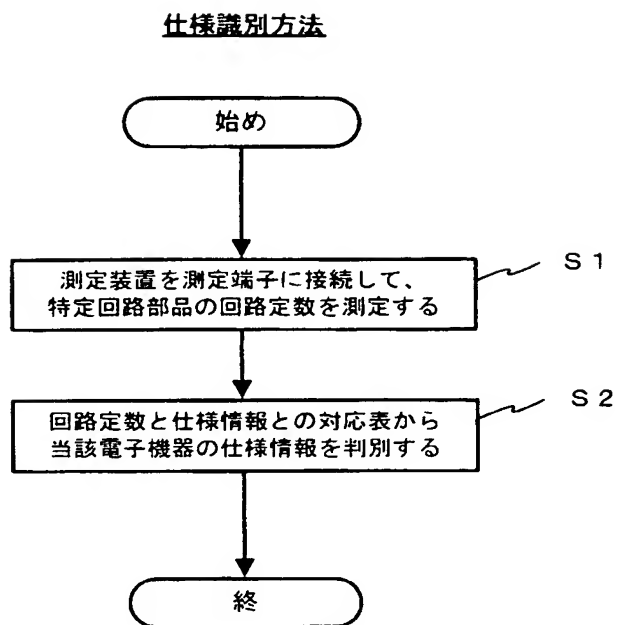 仕様識別方法
始め
測定装置を測定端子に接続して、
特定回路部品の回路定数を測定する
S1
回路定数と仕様情報との対応表から
当該電子機器の仕様情報を判別する
S2
終